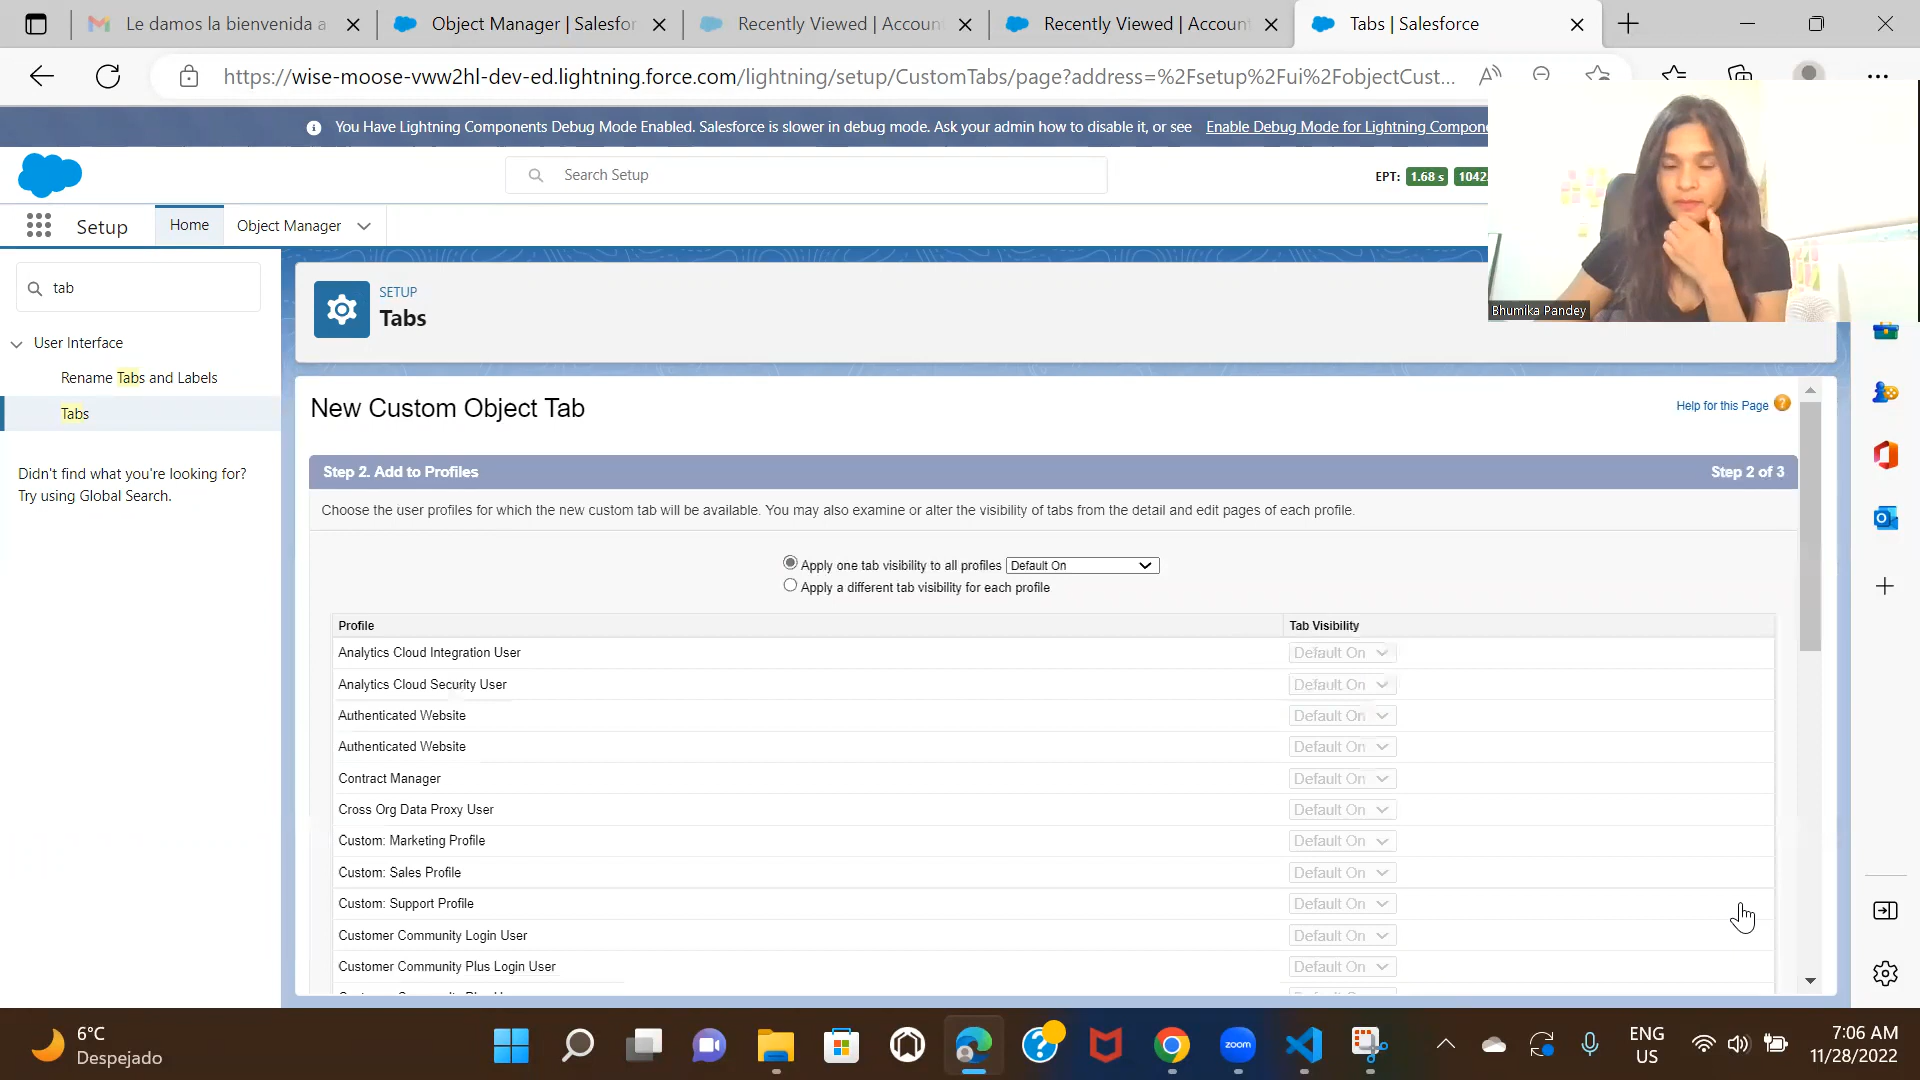 Le damos la bienvenida a
Object Manager | Salesfor
Recently Viewed | Accoun
Recently Viewed | Account
Tabs | Salesforce
https://wise-moose-vww2hl-dev-ed.lightning.force.com/lightning/setup/CustomTabs/page?address=%2Fsetup%2Fui%2FobjectCust...
You Have Lightning Components Debug Mode Enabled. Salesforce is slower in debug mode. Ask your admin how to disable it, or see Enable Debug Mode for Lightning Compone
Search Setup
EPT: 1.68 s 1042.
Setup
Home
Object Manager
Bhumika Pandey
tab
User Interface
Rename Tabs and Labels
Tabs
Didn't find what you're looking for?
Try using Global Search.
SETUP
Tabs
New Custom Object Tab
Help for this Page
Step 2. Add to Profiles
Step 2 of 3
Choose the user profiles for which the new custom tab will be available. You may also examine or alter the visibility of tabs from the detail and edit pages of each profile.
Apply one tab visibility to all profiles Default On
Apply a different tab visibility for each profile
Profile Tab Visibility
Analytics Cloud Integration User Default On
Analytics Cloud Security User Default On
Authenticated Website Default On
Authenticated Website Default On
Contract Manager Default On
Cross Org Data Proxy User Default On
Custom: Marketing Profile Default On
Custom: Sales Profile Default On
Custom: Support Profile Default On
Customer Community Login User Default On
Customer Community Plus Login User Default On
6°C
Despejado
zoom
ENG
US
7:06 AM
11/28/2022